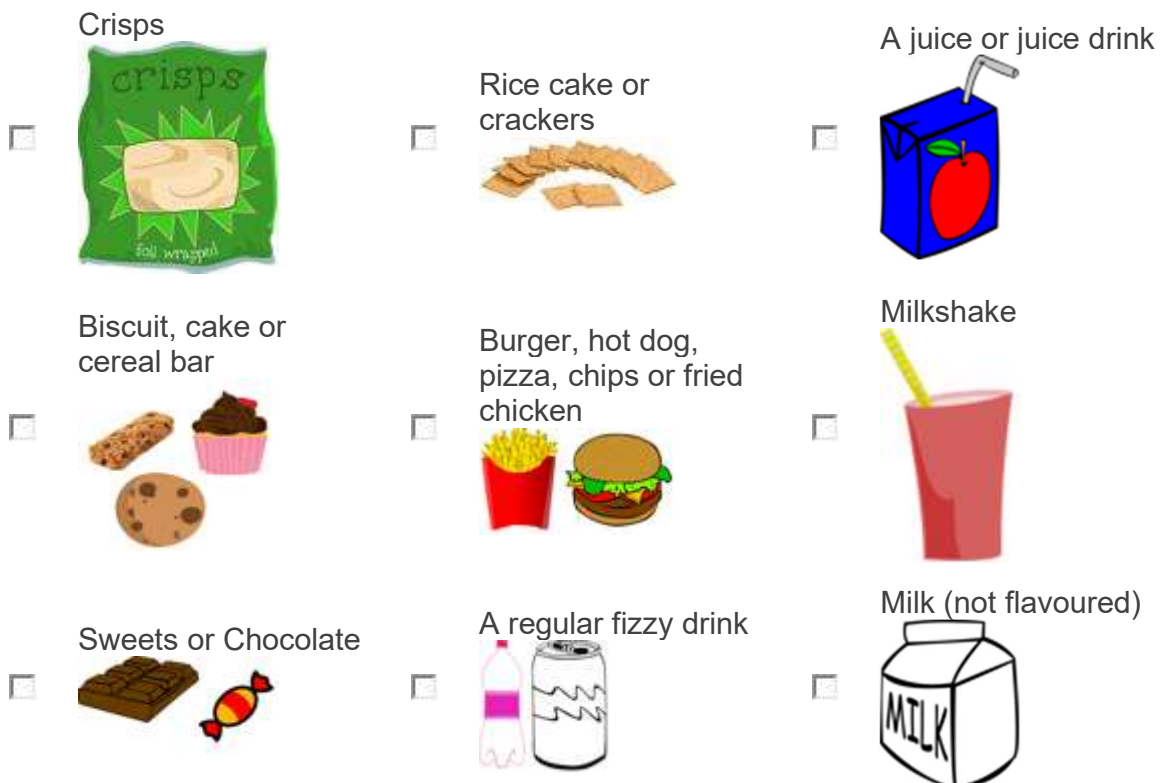 Crisps
crisps
foil wrapped
Rice cake or
crackers
A juice or juice drink
Biscuit, cake or
cereal bar
Burger, hot dog,
pizza, chips or fried
chicken
Milkshake
Sweets or Chocolate
A regular fizzy drink
Milk (not flavoured)
MILK